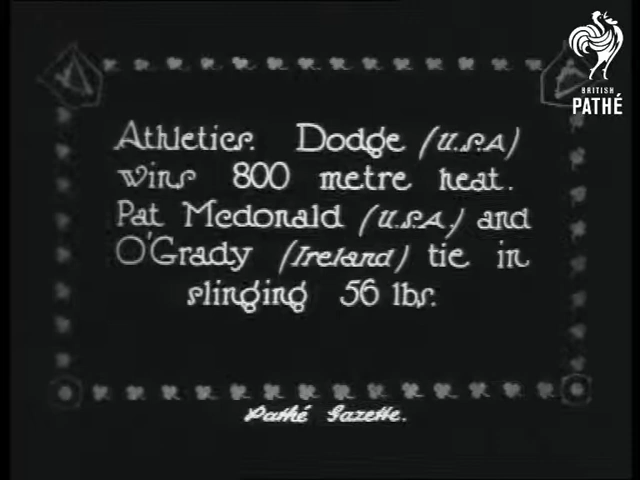 BRITISH
PATHÉ
Athletics. Dodge (U.S.A)
wins 800 metre heat.
Pat Mcdonald (U.S.A) and
O'Grady (Ireland) tie in
slinging 56 lbs.
Pathé Gazette.